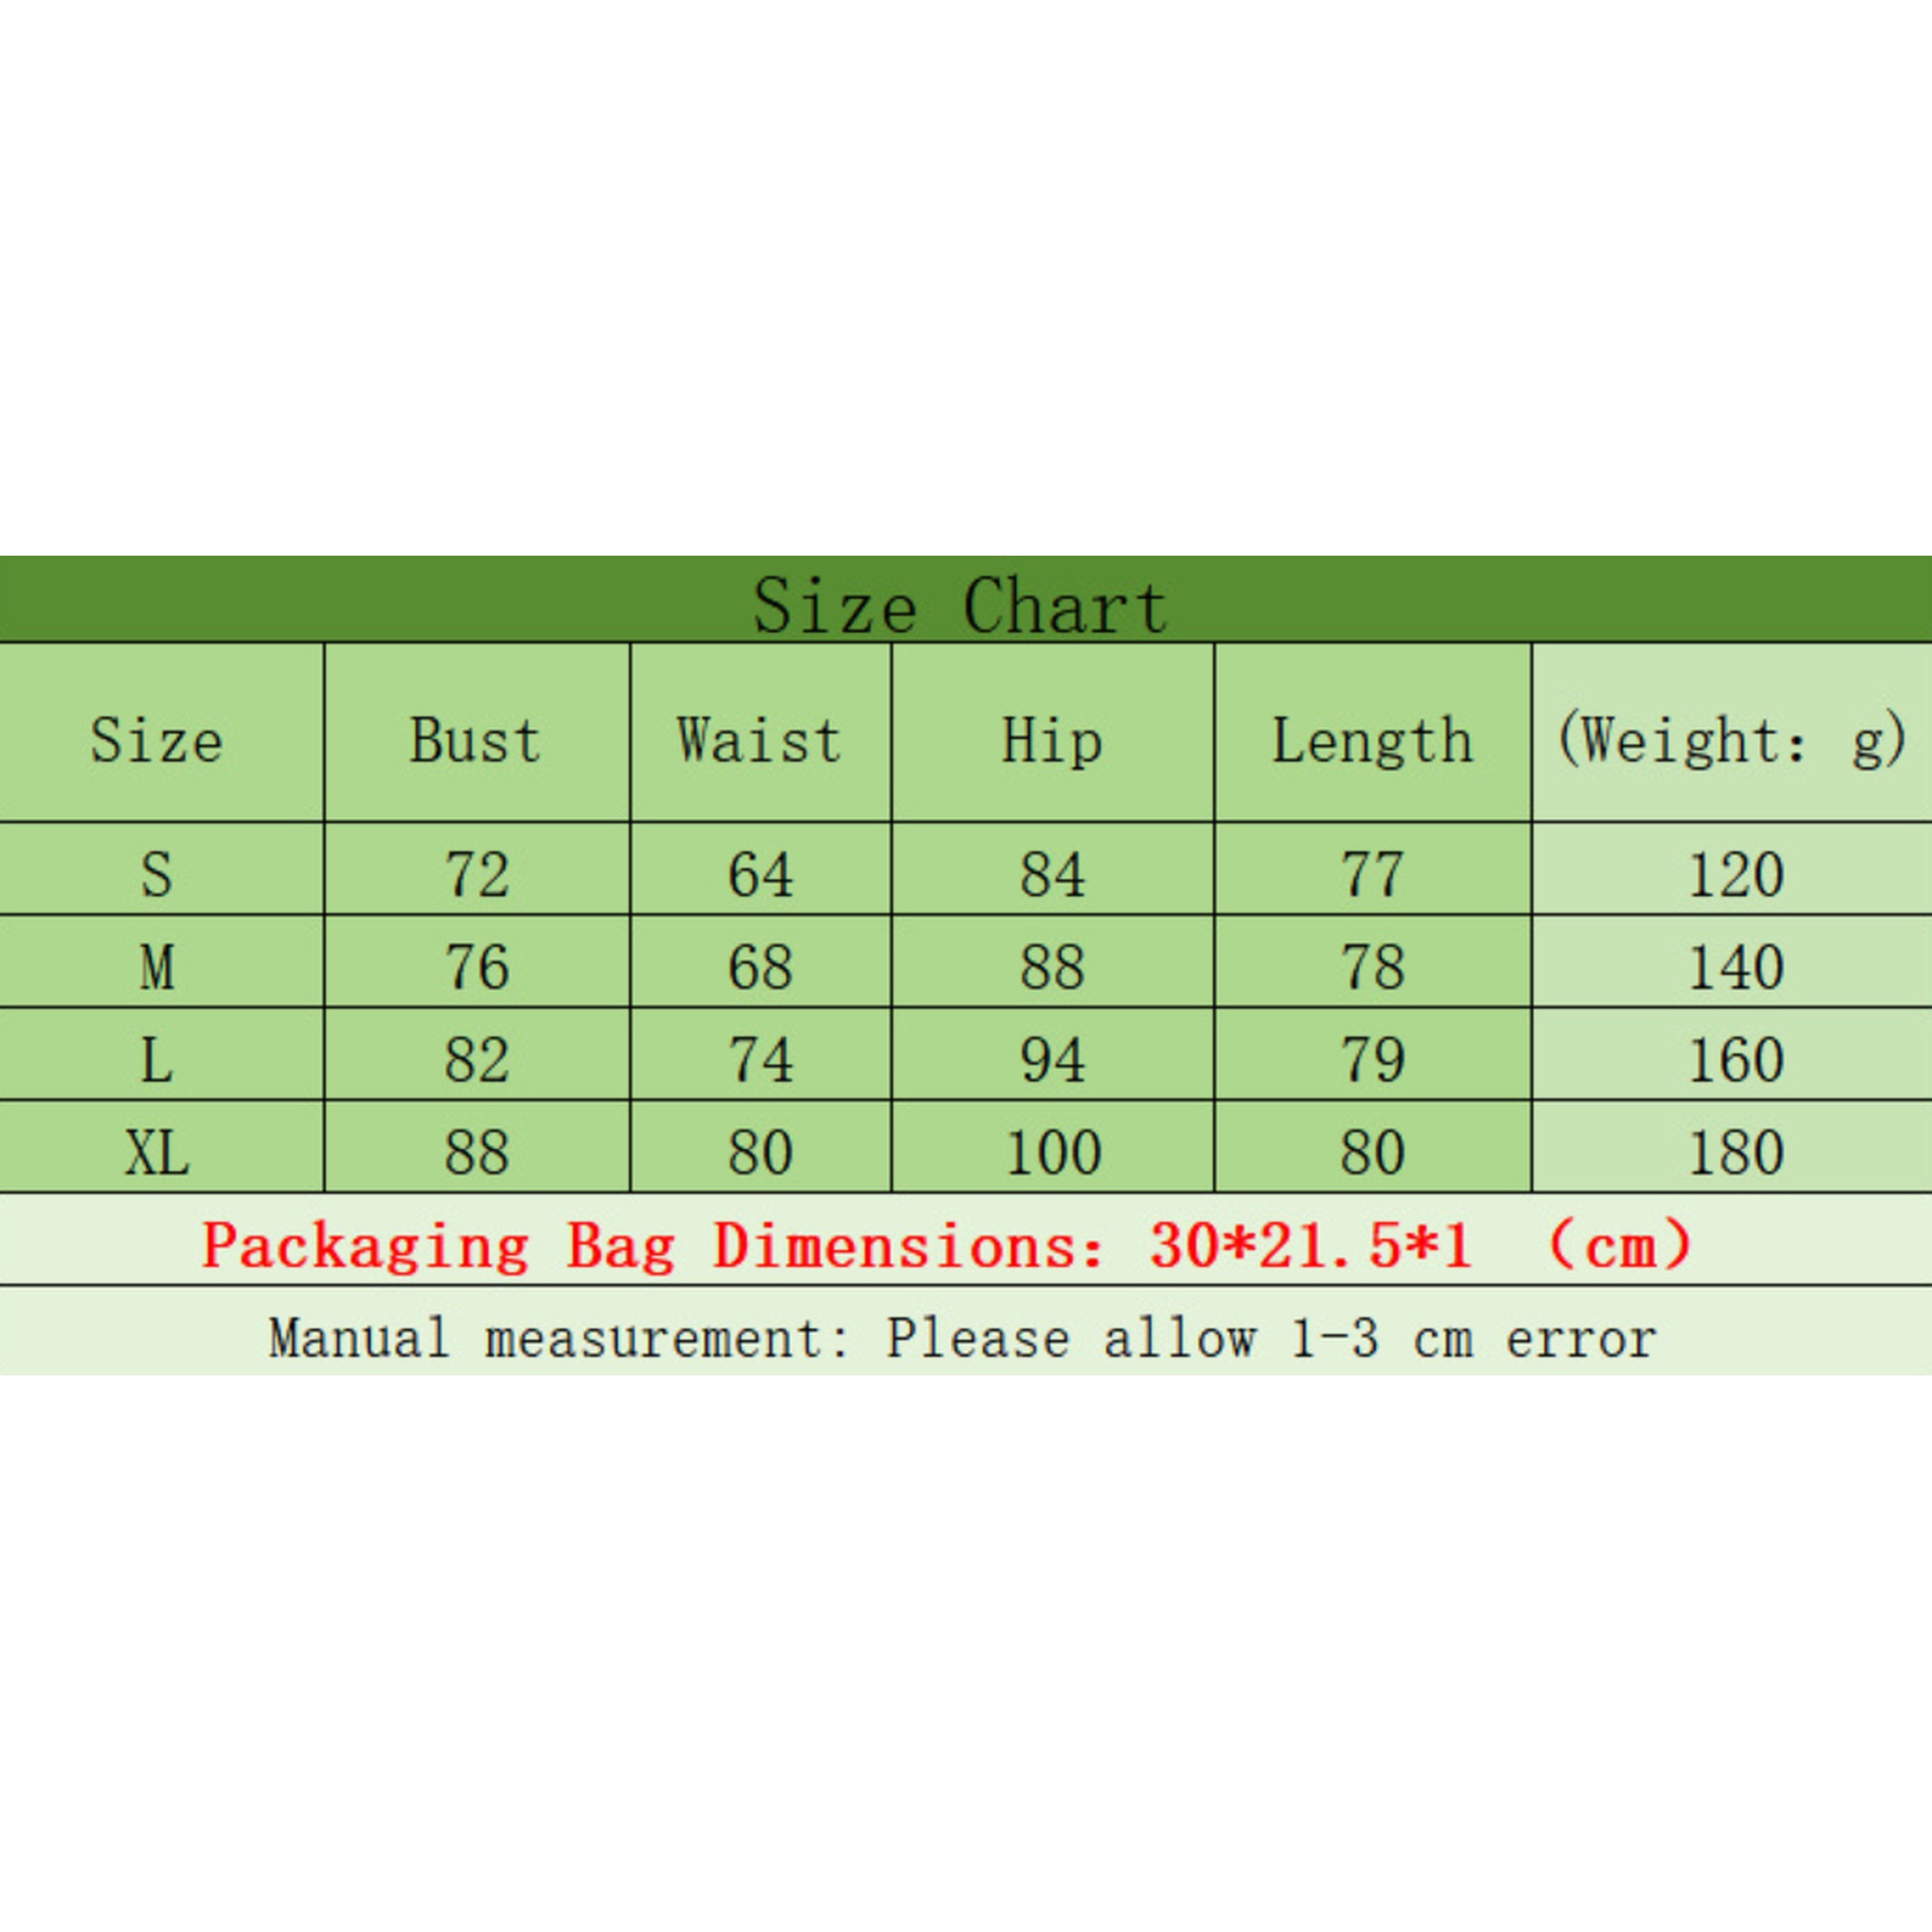 Size Chart
Size Bust Waist Hip Length (Weight：g)
S 72 64 84 77 120
M 76 68 88 78 140
L 82 74 94 79 160
XL 88 80 100 80 180
Packaging Bag Dimensions：30*21.5*1 （cm）
Manual measurement: Please allow 1-3 cm error